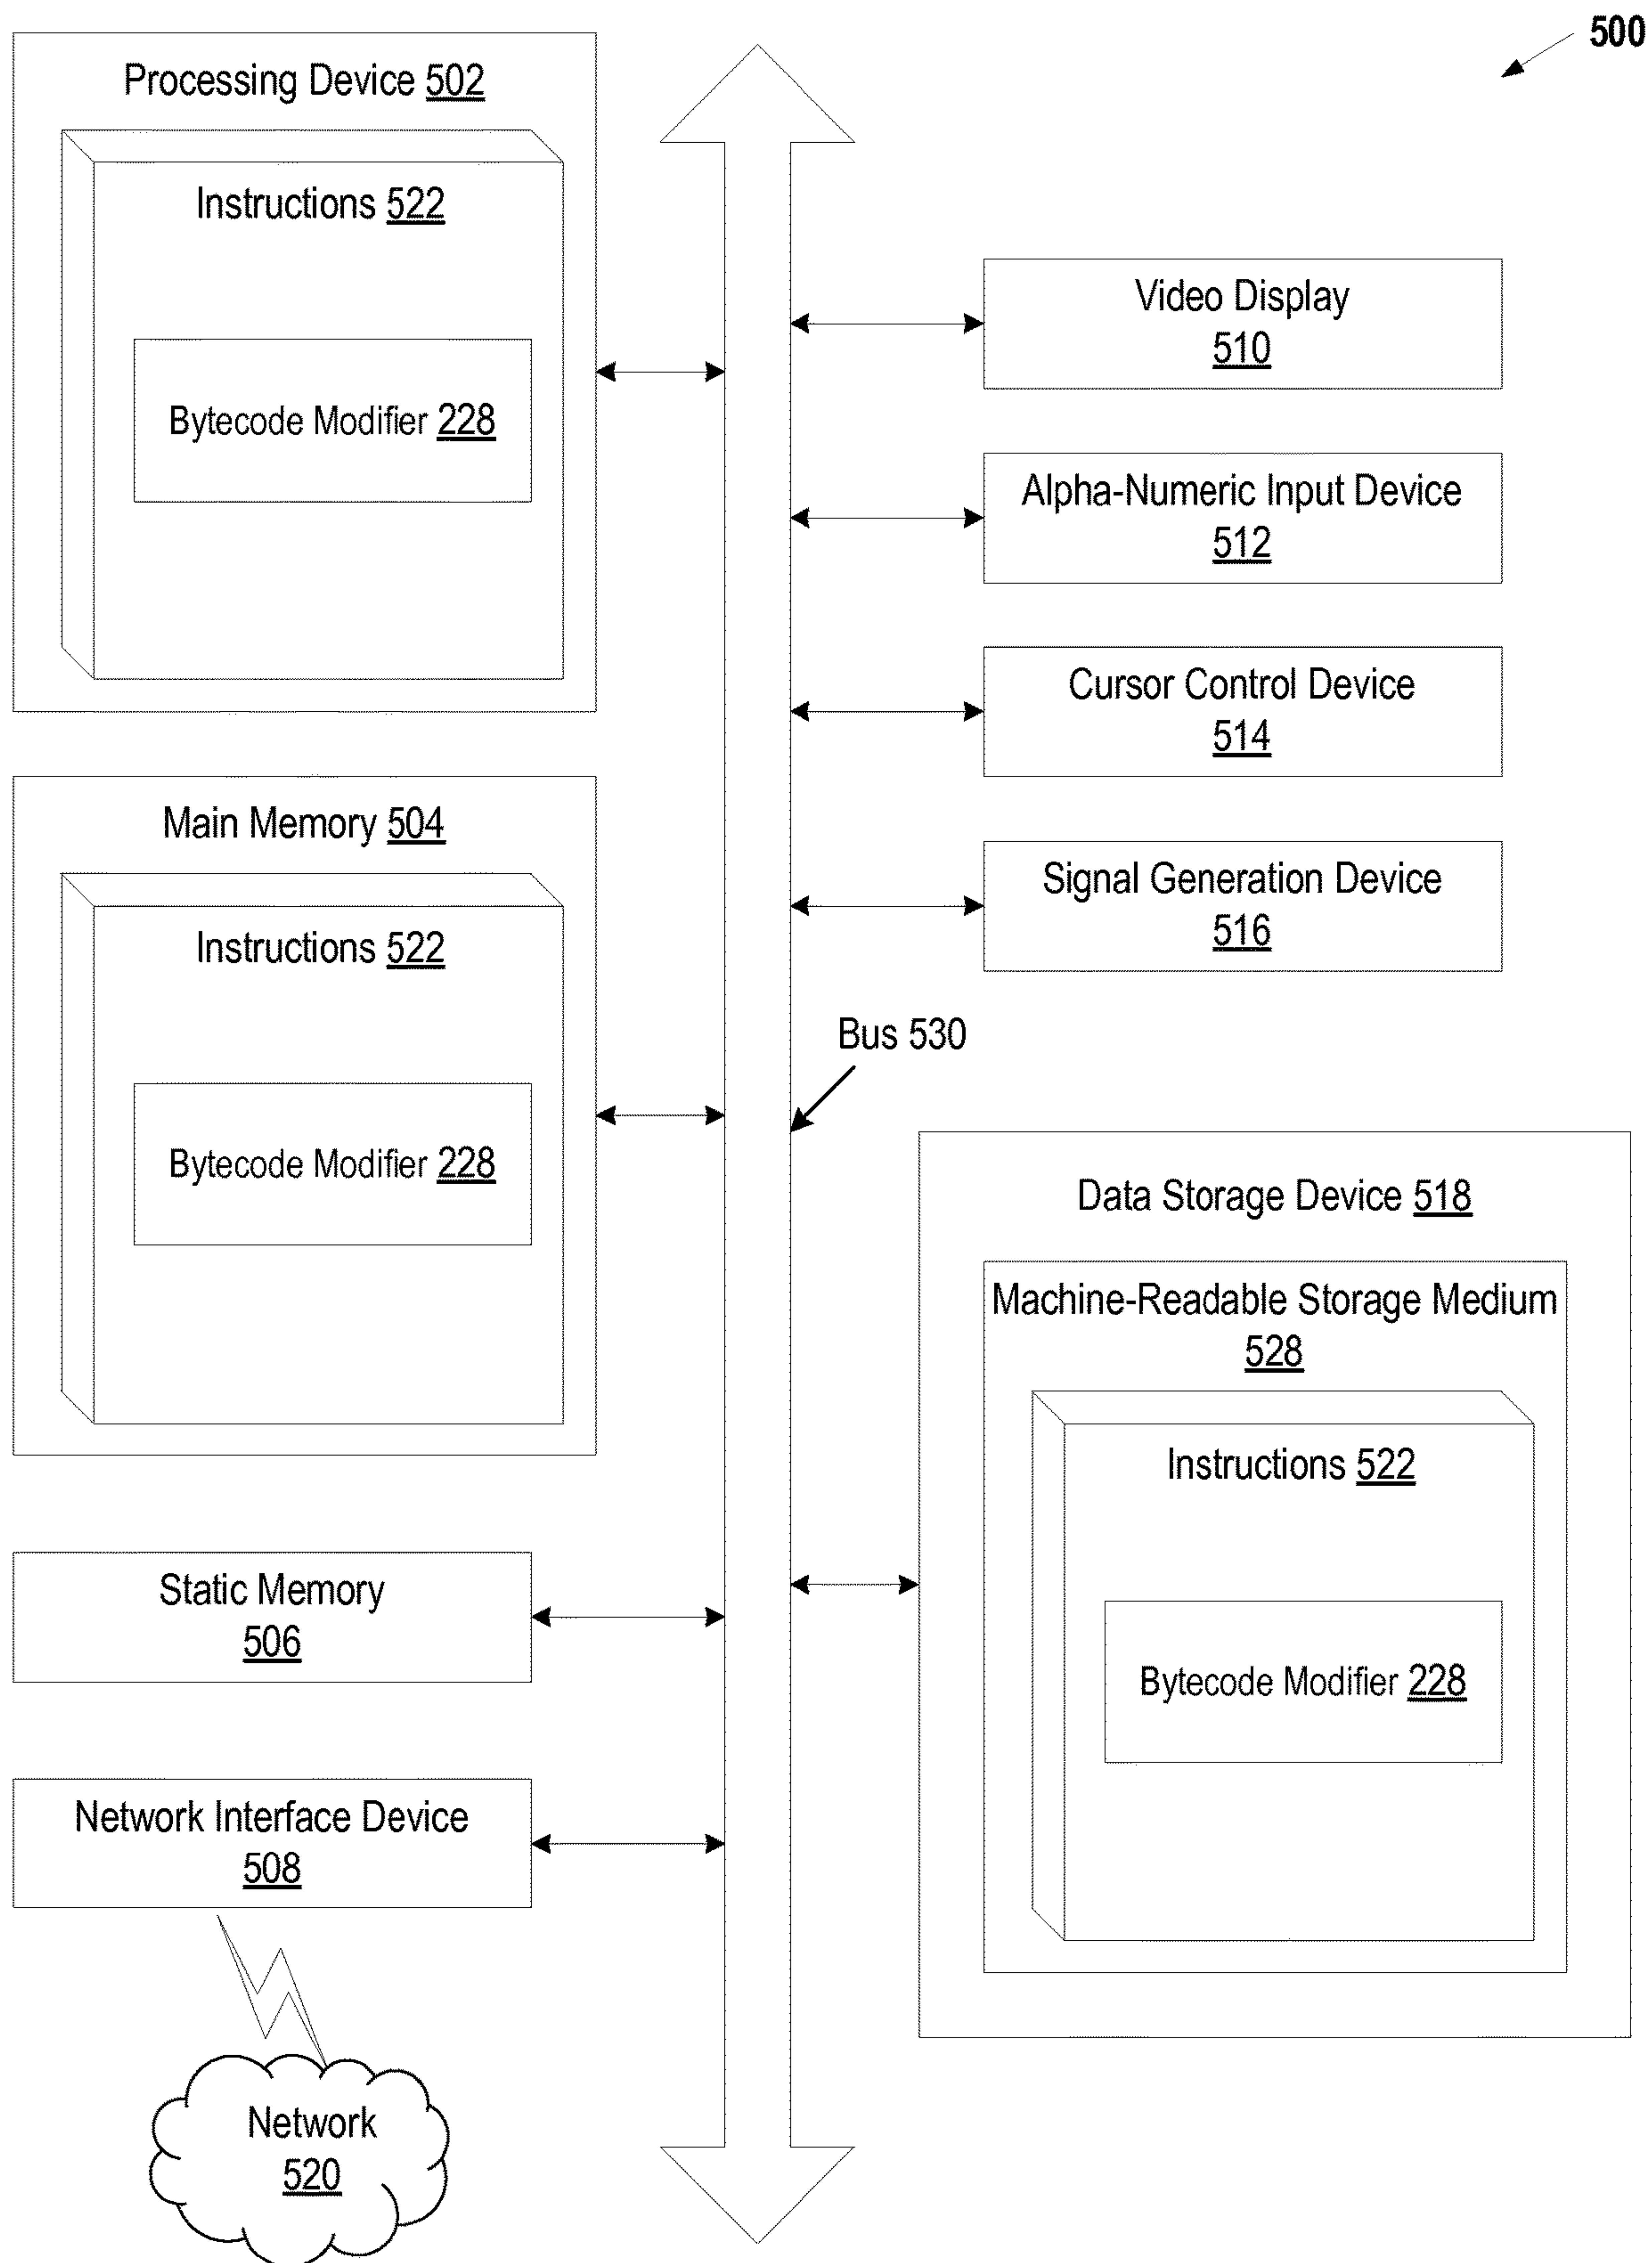 500
Processing Device 502
Instructions 522
Bytecode Modifier 228
Main Memory 504
Instructions 522
Bytecode Modifier 228
Static Memory
506
Network Interface Device
508
Network
520
Video Display
510
Alpha-Numeric Input Device
512
Cursor Control Device
514
Signal Generation Device
516
Bus 530
Data Storage Device 518
Machine-Readable Storage Medium
528
Instructions 522
Bytecode Modifier 228